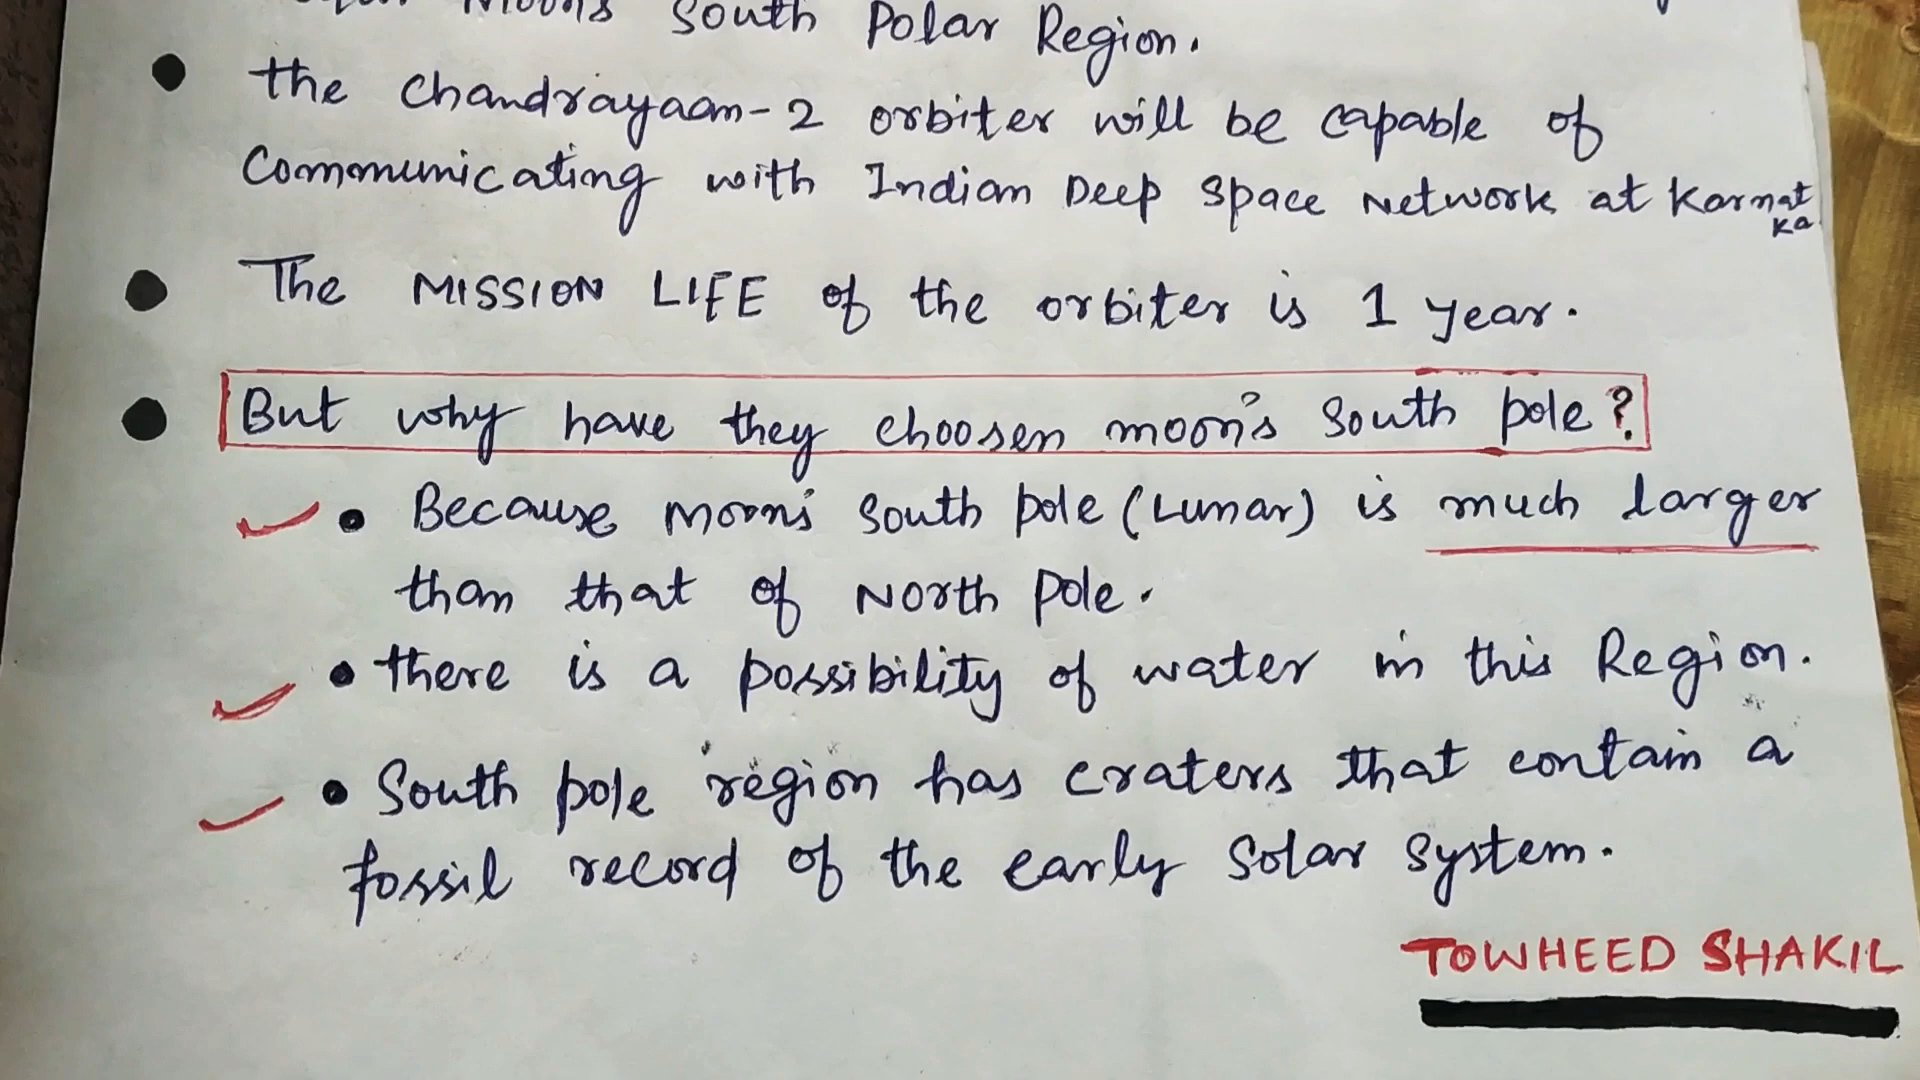 Moon's South Polar Region.
the Chandrayaan-2 orbiter will be capable of
Communicating with Indian Deep Space Network at Karnat
ka
The MISSION LIFE of the orbiter is 1 year.
But why have they choosen moon's South pole?
Because Moon's South pole (Lunar) is much larger
than that of North Pole.
there is a possibility of water in this Region.
South pole region has craters that contain a
fossil record of the early Solar System.
TOWHEED SHAKIL